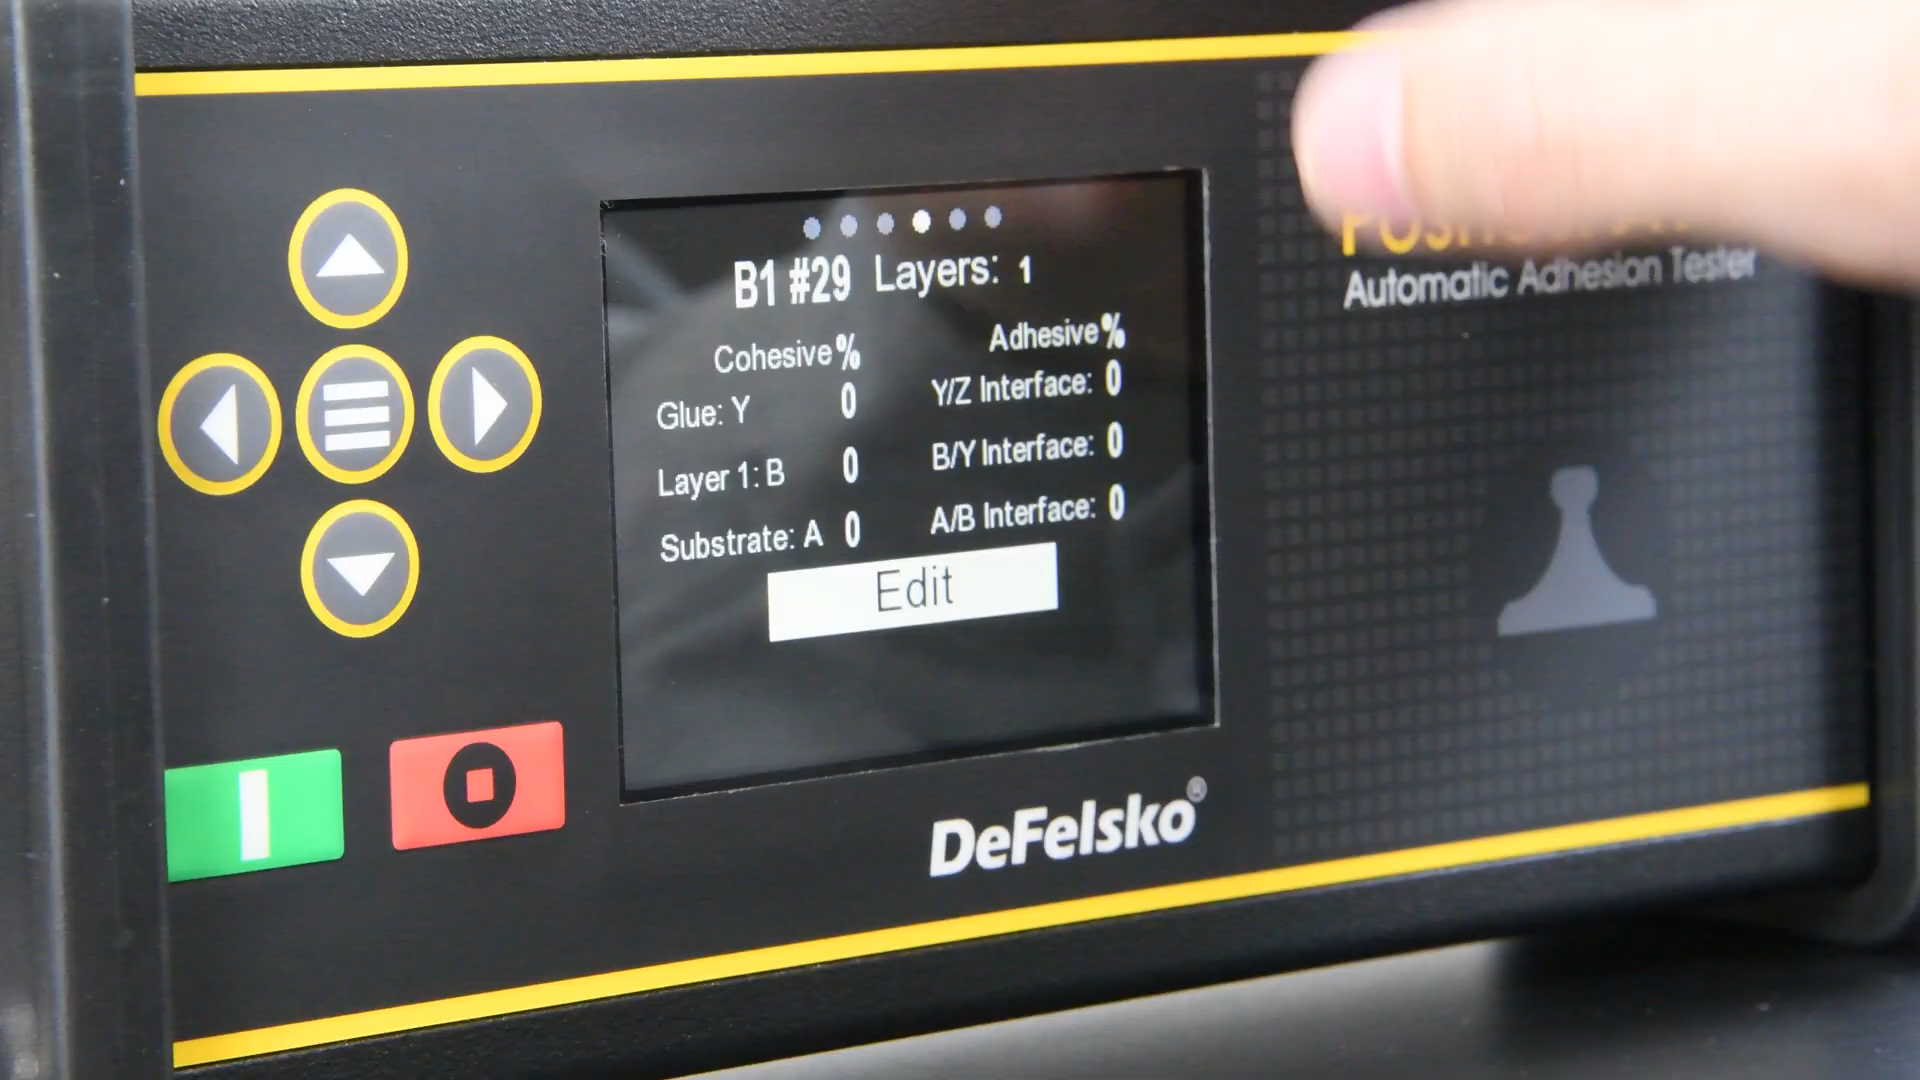 B1 #29 Layers: 1
Cohesive % Adhesive %
Glue: Y 0 Y/Z Interface: 0
Layer 1: B 0 B/Y Interface: 0
Substrate: A 0 A/B Interface: 0
Edit
DeFelsko®
Automatic Adhesion Tester